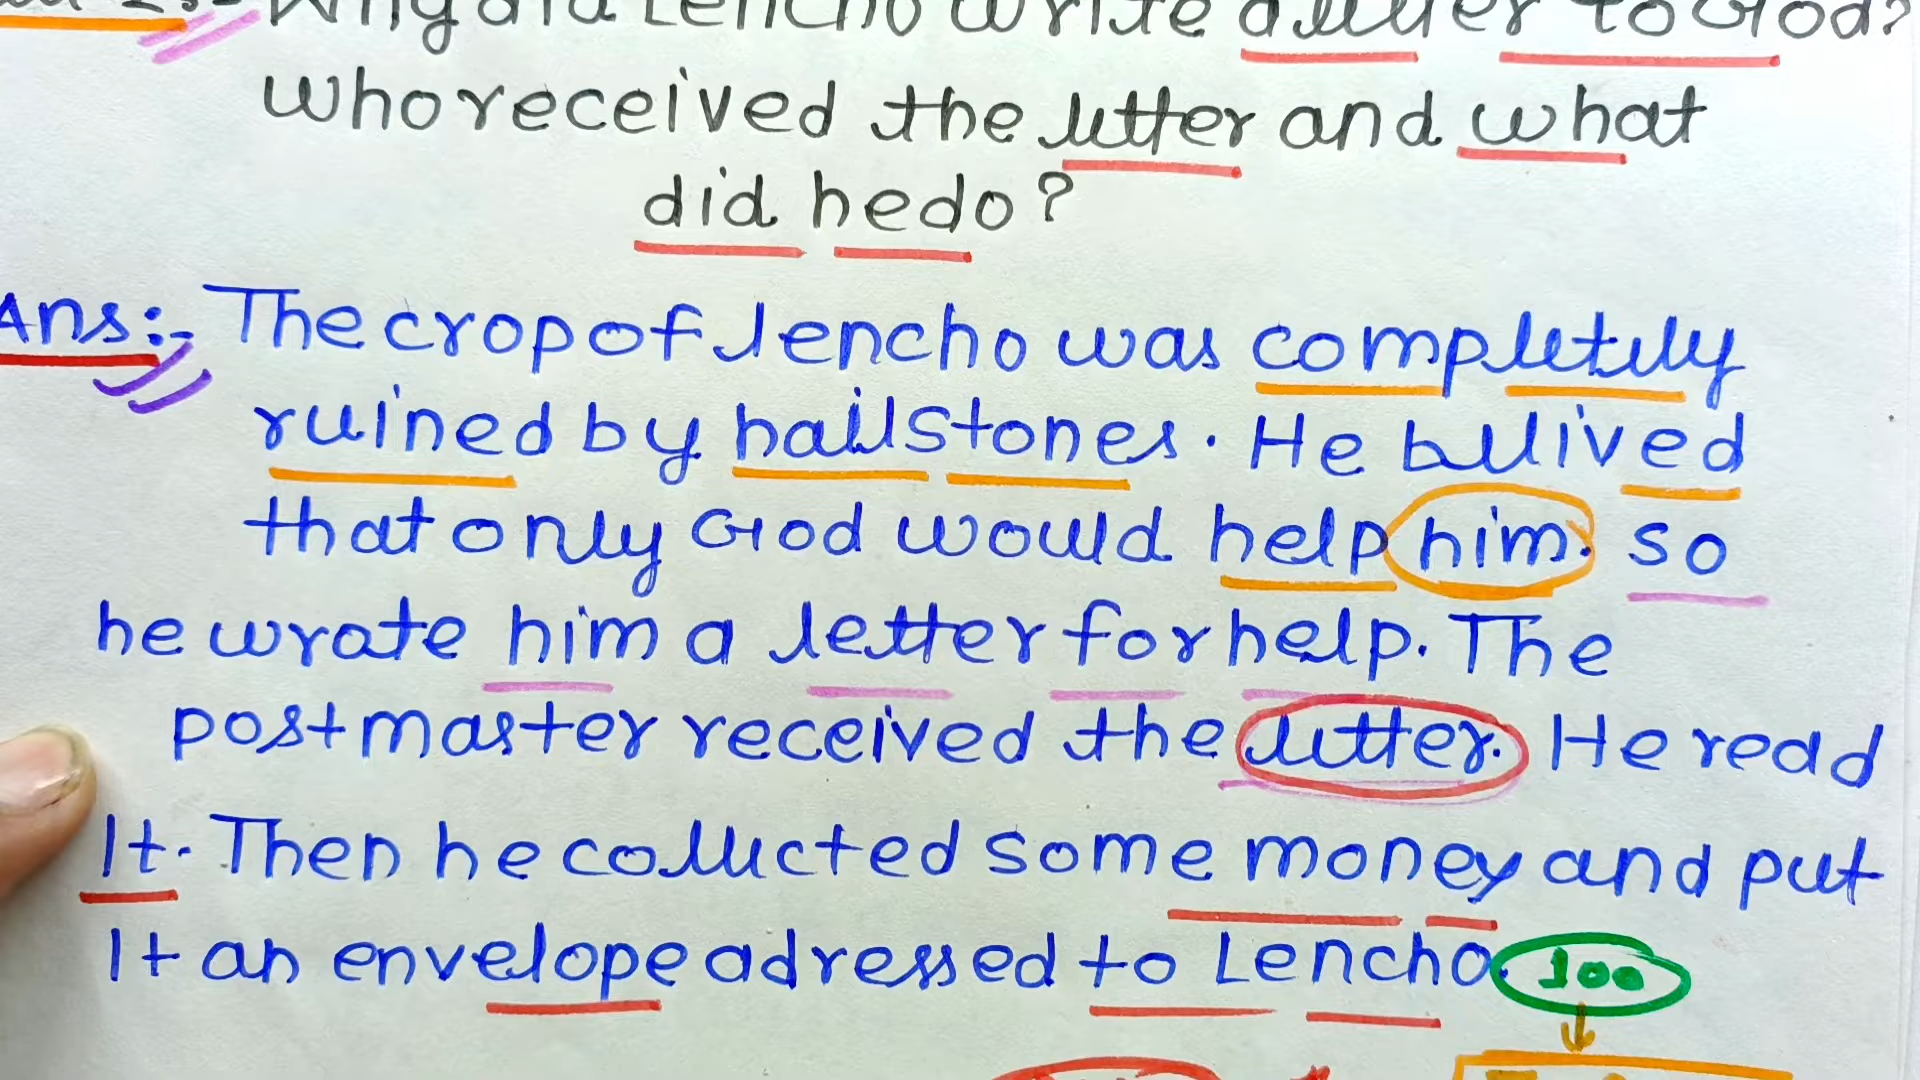 Why did Lencho write a letter to God?
who received the letter and what
did he do?
Ans:- The crop of lencho was completely
ruined by hailstones. He belived
that only God would help him. so
he wrote him a letter for help. The
postmaster received the letter. He read
It. Then he collected some money and put
It an envelope adressed to Lencho.
100